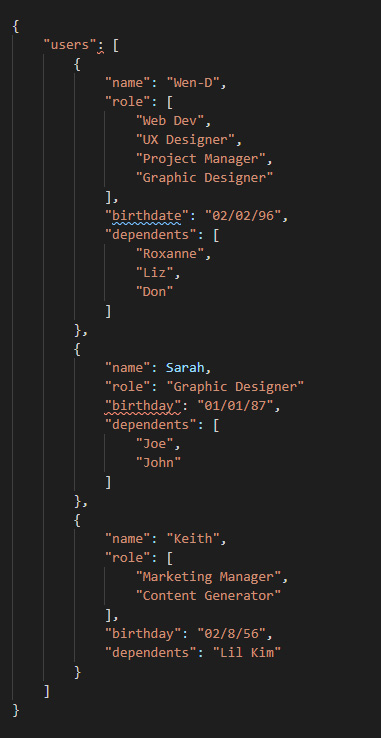 {
    "users": [
        {
            "name": "Wen-D",
            "role": [
                "Web Dev",
                "UX Designer",
                "Project Manager",
                "Graphic Designer"
            ],
            "birthdate": "02/02/96",
            "dependents": [
                "Roxanne",
                "Liz",
                "Don"
            ]
        },
        {
            "name": Sarah,
            "role": "Graphic Designer"
            "birthday": "01/01/87",
            "dependents": [
                "Joe",
                "John"
            ]
        },
        {
            "name": "Keith",
            "role": [
                "Marketing Manager",
                "Content Generator"
            ],
            "birthday": "02/8/56",
            "dependents": "Lil Kim"
        }
    ]
}